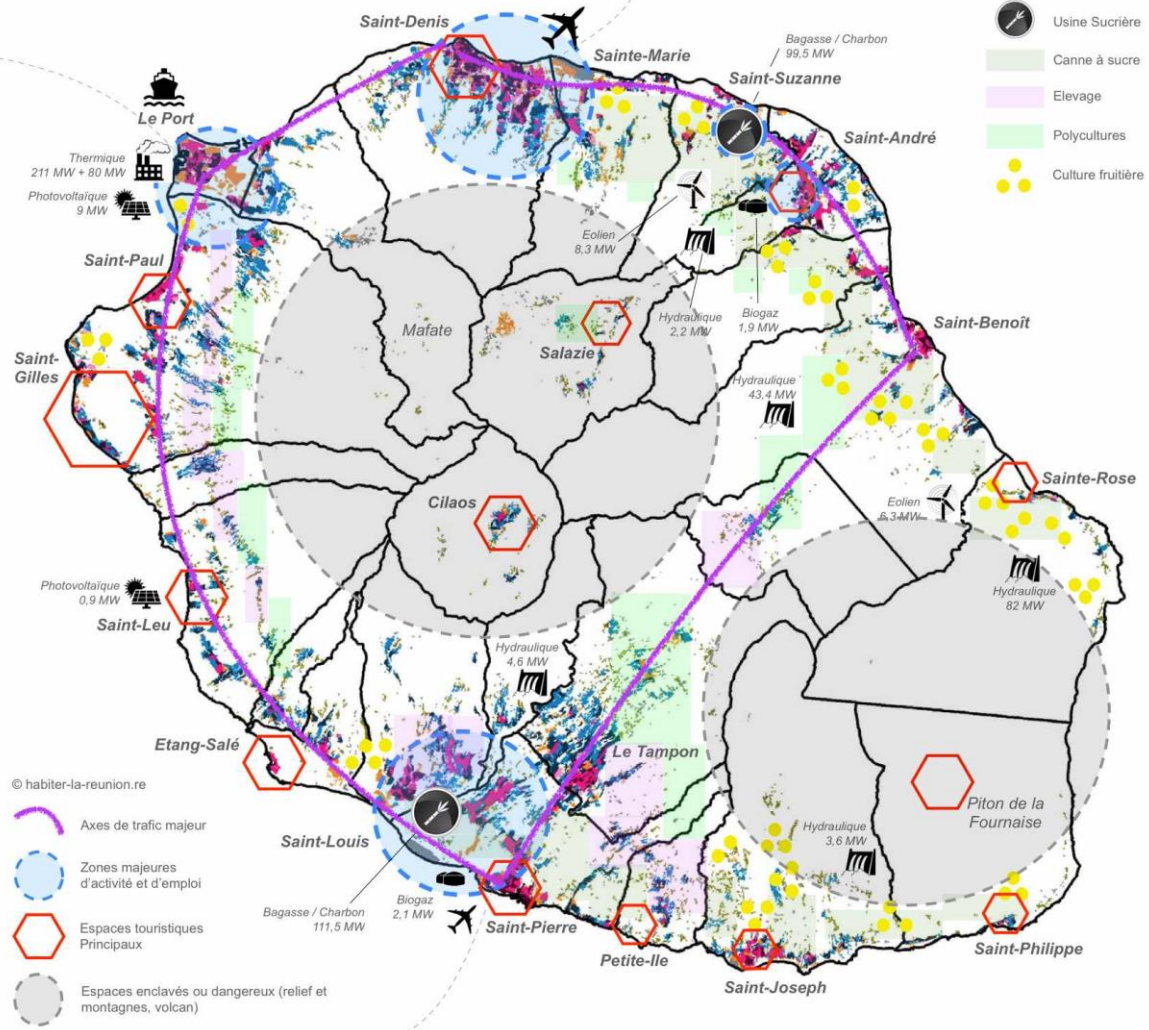 Saint-Denis
Sainte-Marie
Bagasse / Charbon
99,5 MW
Saint-Suzanne
Usine Sucrière
Canne à sucre
Elevage
Polycultures
Culture fruitière
Le Port
Saint-André
Thermique
211 MW + 80 MW
Photovoltaïque
9 MW
Eolien
8,3 MW
Saint-Paul
Mafate
Hydraulique
2,2 MW
Biogaz
1,9 MW
Saint-Benoît
Salazie
Saint-
Gilles
Hydraulique
43,4 MW
Cilaos
Sainte-Rose
Eolien
6,3 MW
Hydraulique
82 MW
Photovoltaïque
0,9 MW
Saint-Leu
Hydraulique
4,6 MW
Etang-Salé
Le Tampon
© habiter-la-reunion.re
Piton de la
Fournaise
Axes de trafic majeur
Saint-Louis
Hydraulique
3,6 MW
Zones majeures
d'activité et d'emploi
Bagasse / Charbon
111,5 MW
Biogaz
2,1 MW
Saint-Pierre
Espaces touristiques
Principaux
Petite-Ile
Saint-Philippe
Saint-Joseph
Espaces enclavés ou dangereux (relief et
montagnes, volcan)